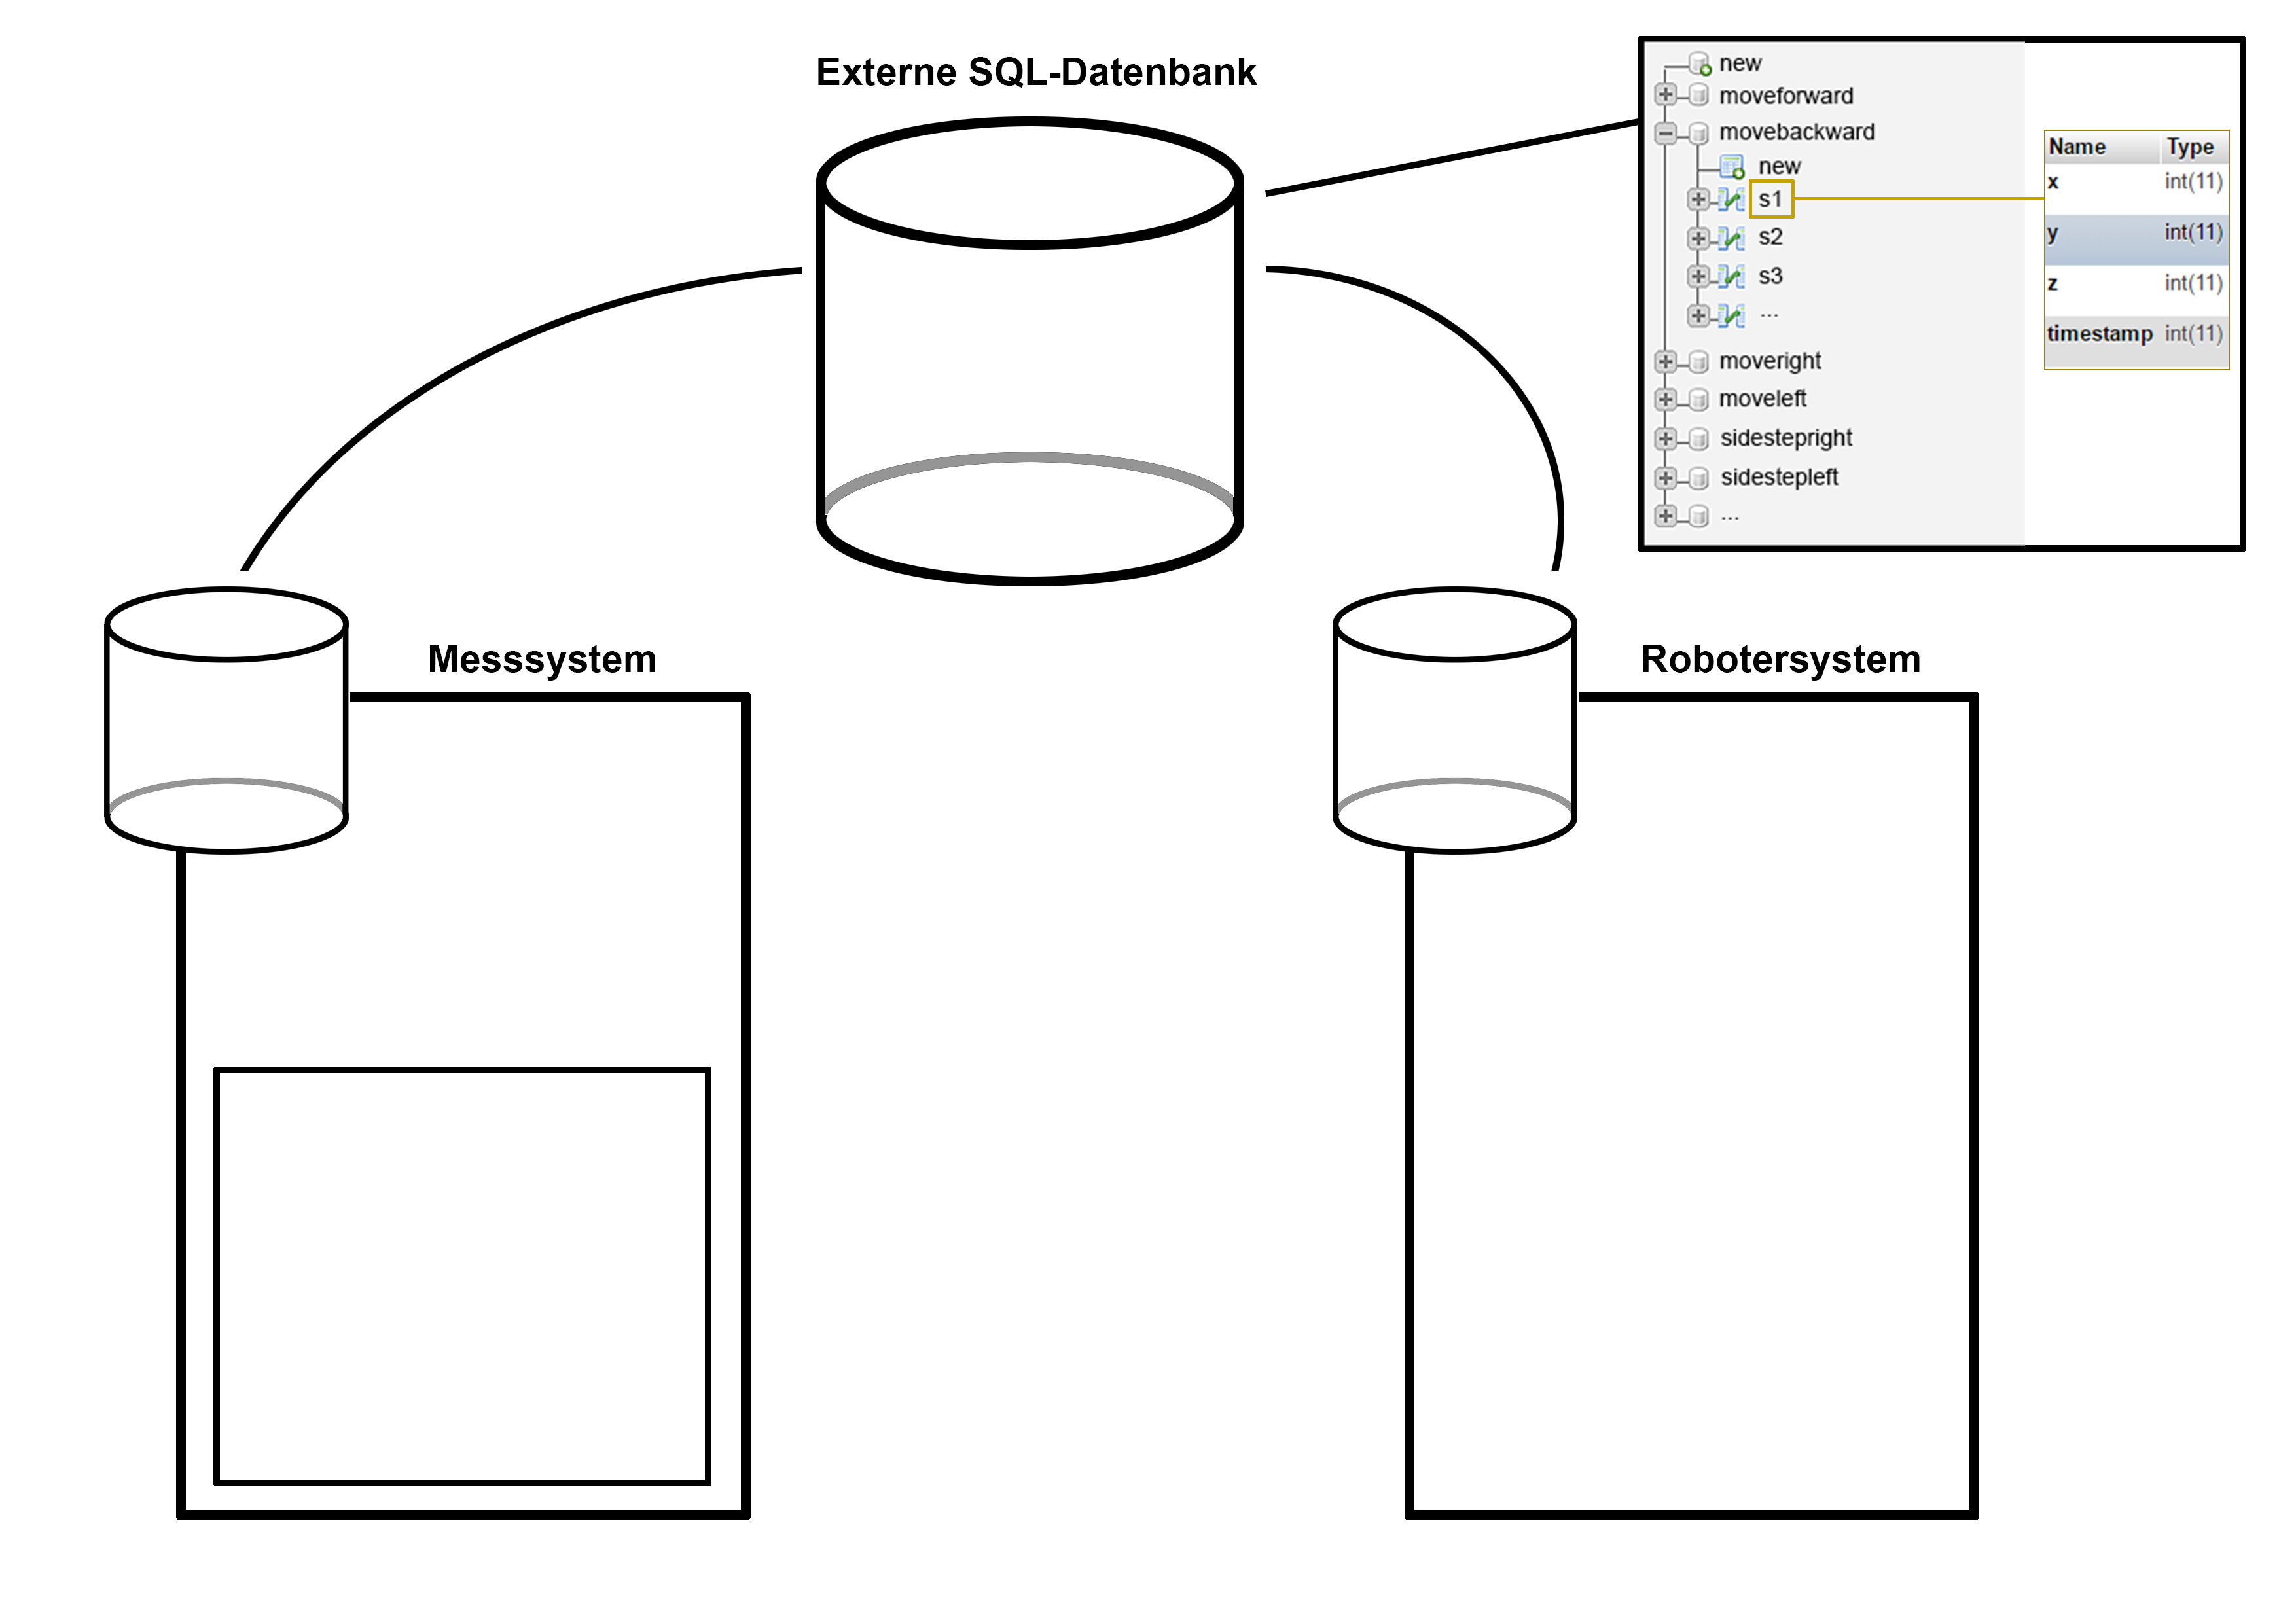 Externe SQL-Datenbank
new
moveforward
movebackward
new
s1
s2
s3
...
moveright
moveleft
sidestepright
sidestepleft
...
Name Type
x int(11)
y int(11)
z int(11)
timestamp int(11)
Messsystem
Robotersystem